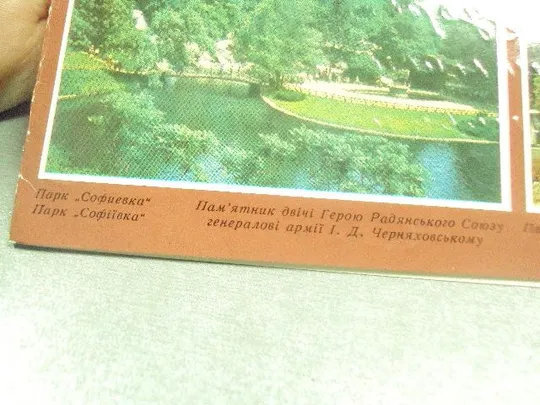 Парк „Софиевка“
Парк „Софіївка“
Пам'ятник двічі Герою Радянського Союзу
генералові армії І. Д. Черняховському